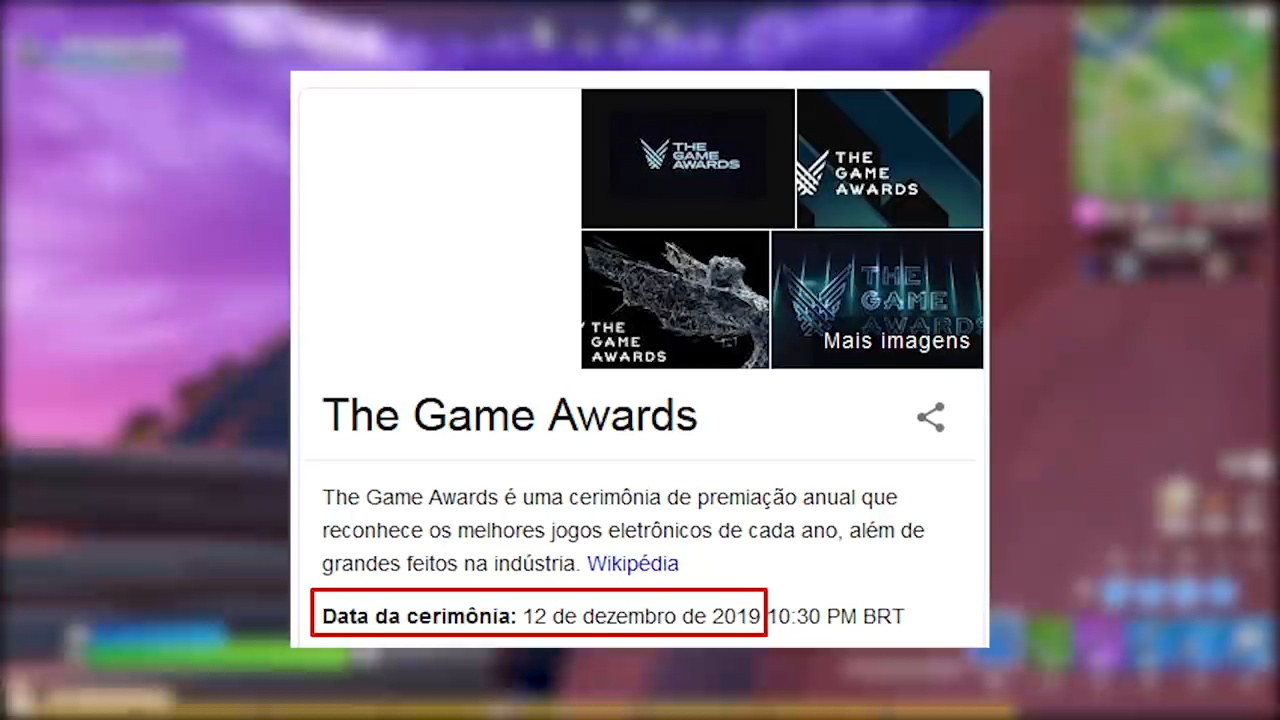 THE
GAME
AWARDS
THE
GAME
AWARDS
THE
GAME
AWARDS
THE
GAME
AWARDS
Mais imagens
The Game Awards
The Game Awards é uma cerimônia de premiação anual que
reconhece os melhores jogos eletrônicos de cada ano, além de
grandes feitos na indústria. Wikipédia
Data da cerimônia: 12 de dezembro de 2019 10:30 PM BRT